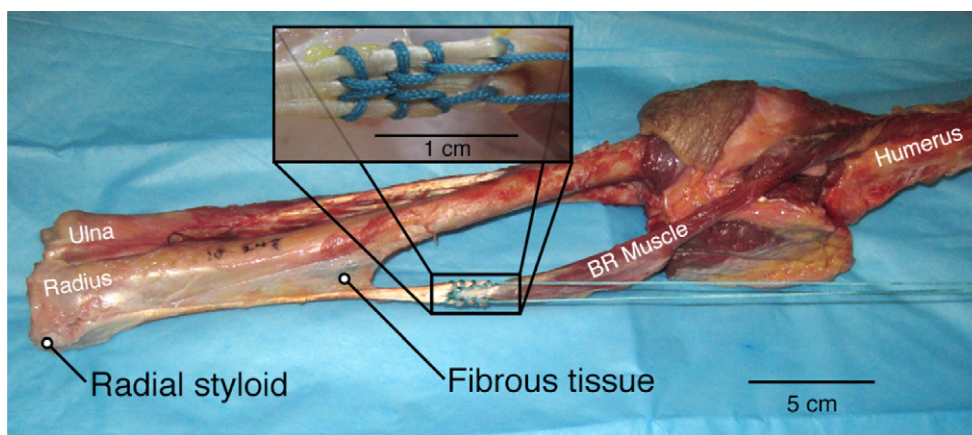 1 cm
Humerus
Ulna
BR Muscle
Radius
Radial styloid
Fibrous tissue
5 cm